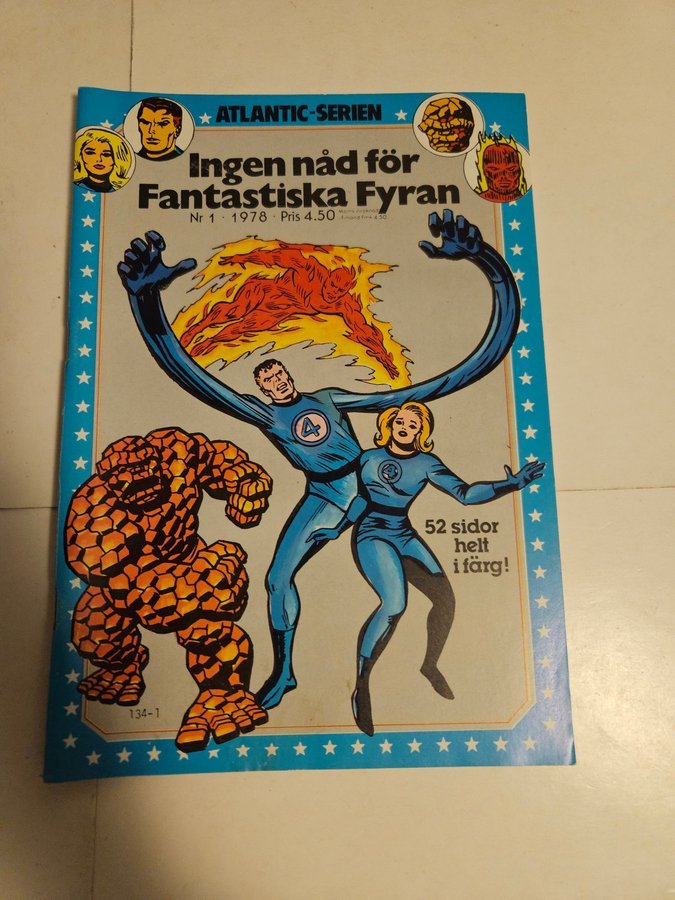 ATLANTIC-SERIEN
Ingen nåd för
Fantastiska Fyran
Nr 1 · 1978 · Pris 4.50
4
4
52 sidor
helt
i färg!
134-1